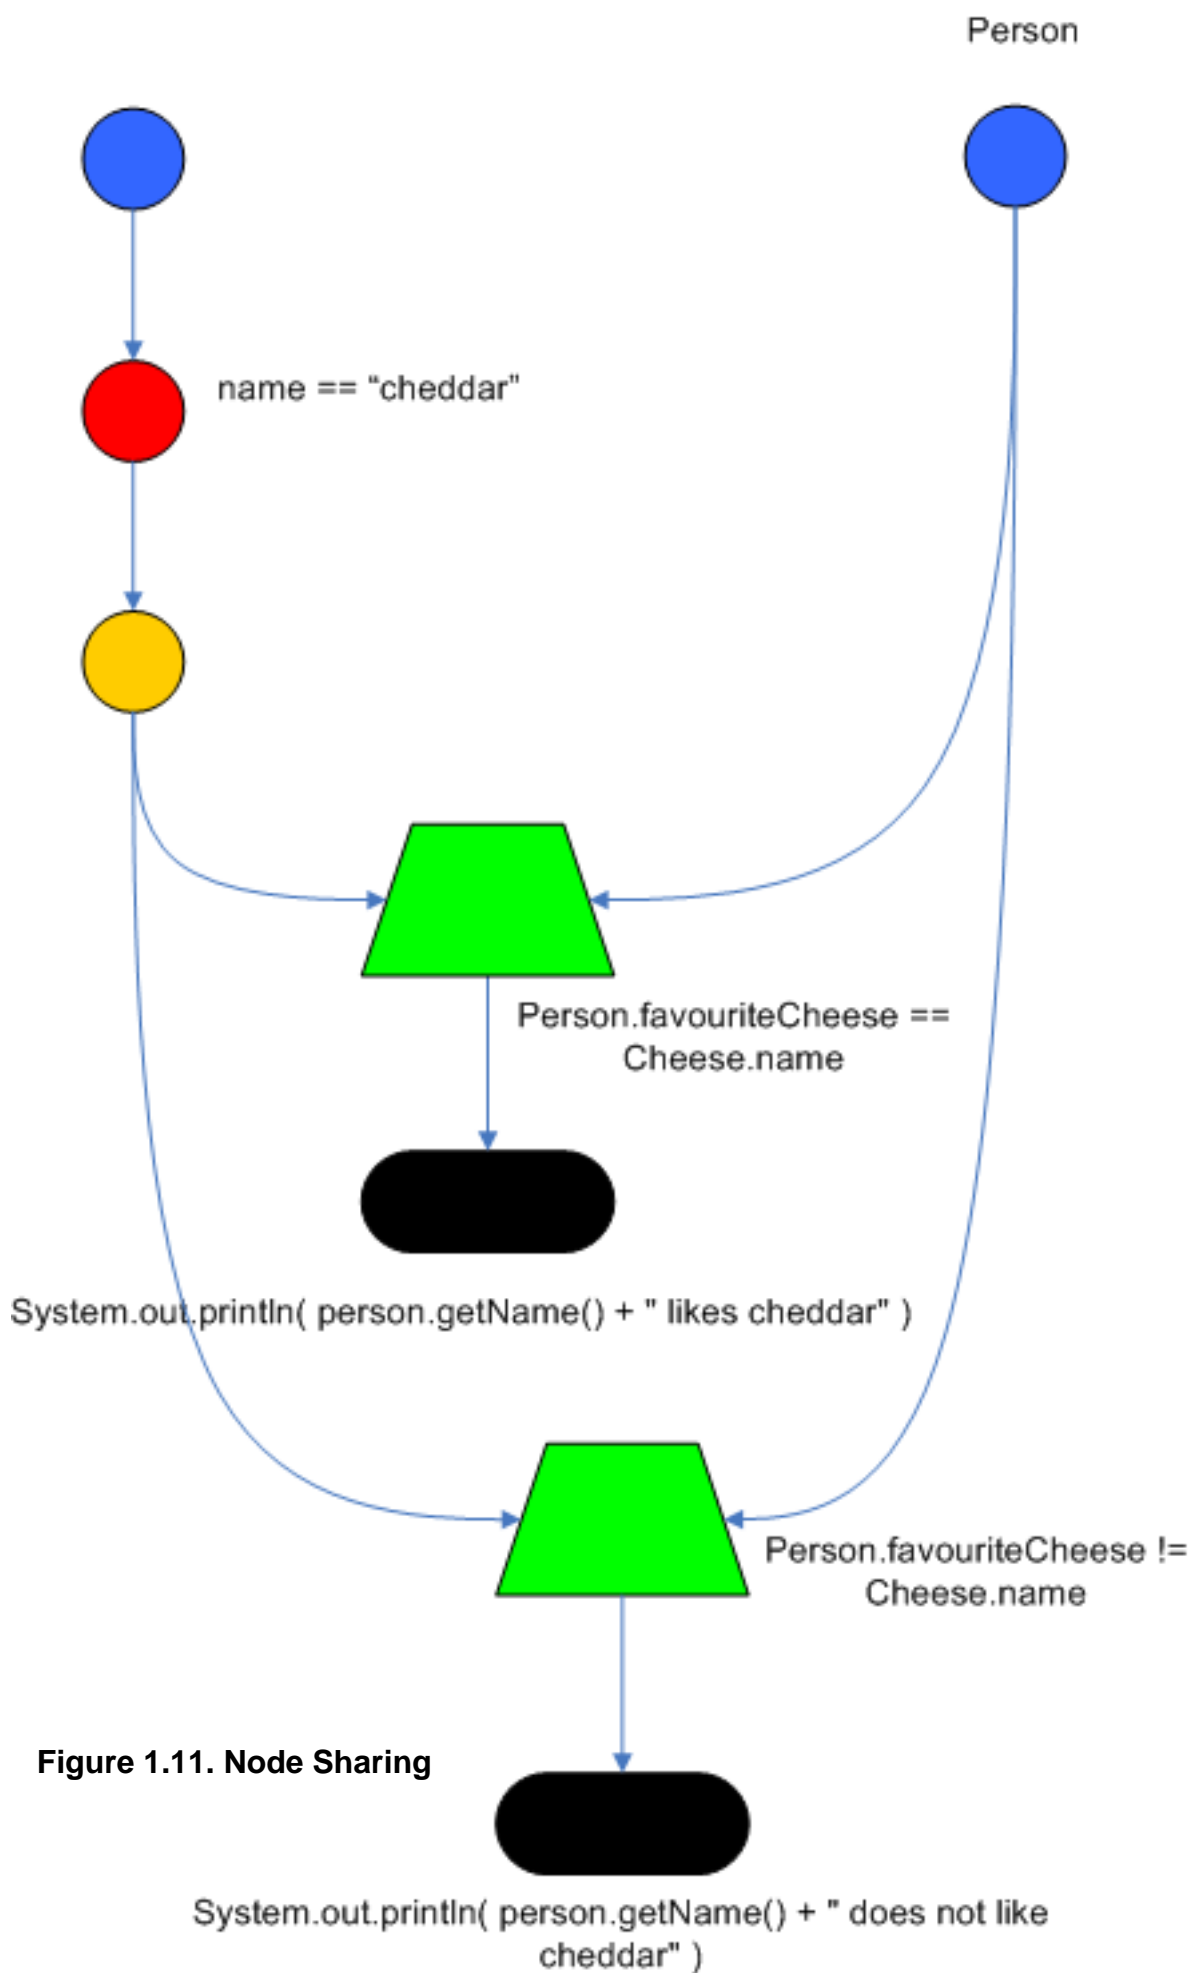 Person
name == “cheddar”
Person.favouriteCheese ==
Cheese.name
System.out.println( person.getName() + " likes cheddar" )
Person.favouriteCheese !=
Cheese.name
Figure 1.11. Node Sharing
System.out.println( person.getName() + " does not like
cheddar" )